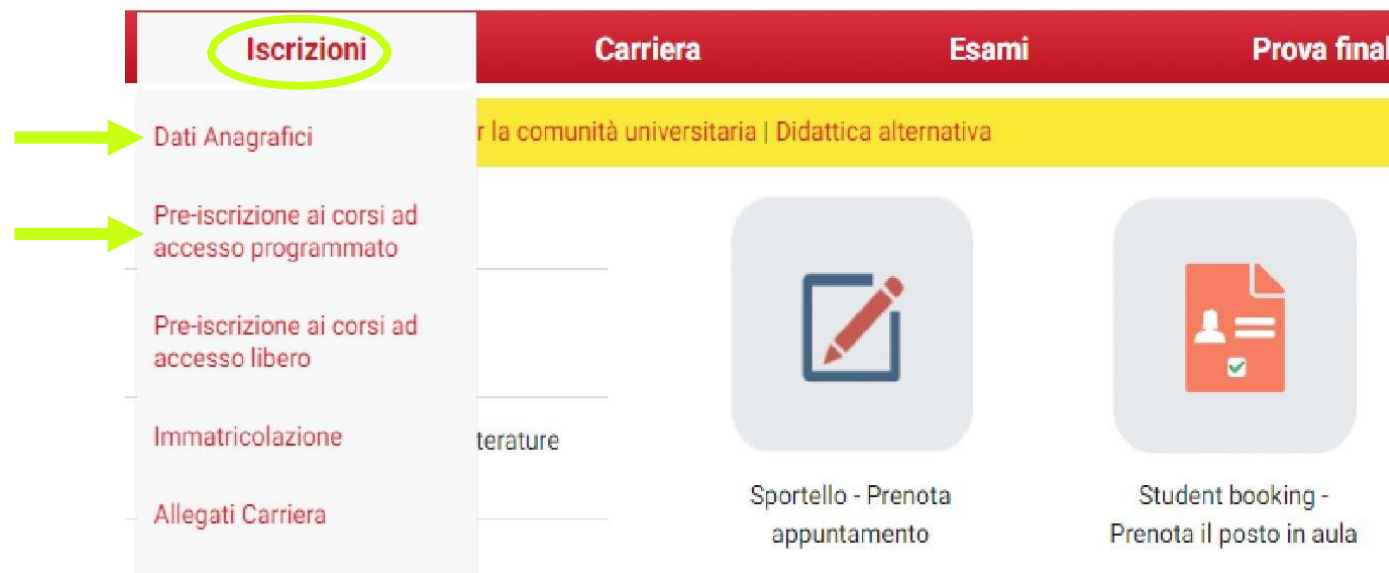 Iscrizioni Carriera Esami Prova final
Dati Anagrafici
r la comunità universitaria | Didattica alternativa
Pre-iscrizione ai corsi ad
accesso programmato
Pre-iscrizione ai corsi ad
accesso libero
Immatricolazione
terature
Allegati Carriera
Sportello - Prenota
appuntamento
Student booking -
Prenota il posto in aula